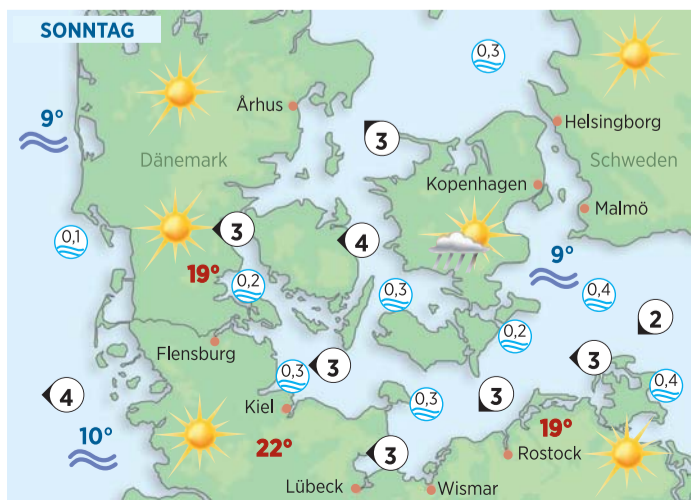 SONNTAG
0,3
9°
Århus
Helsingborg
3
Dänemark
Schweden
Kopenhagen
Malmö
3
4
0,1
9°
19°
0,2
0,3
0,4
2
0,2
Flensburg
3
3
0,3
0,4
4
0,3
3
Kiel
10°
22°
19°
3
Rostock
Lübeck
Wismar